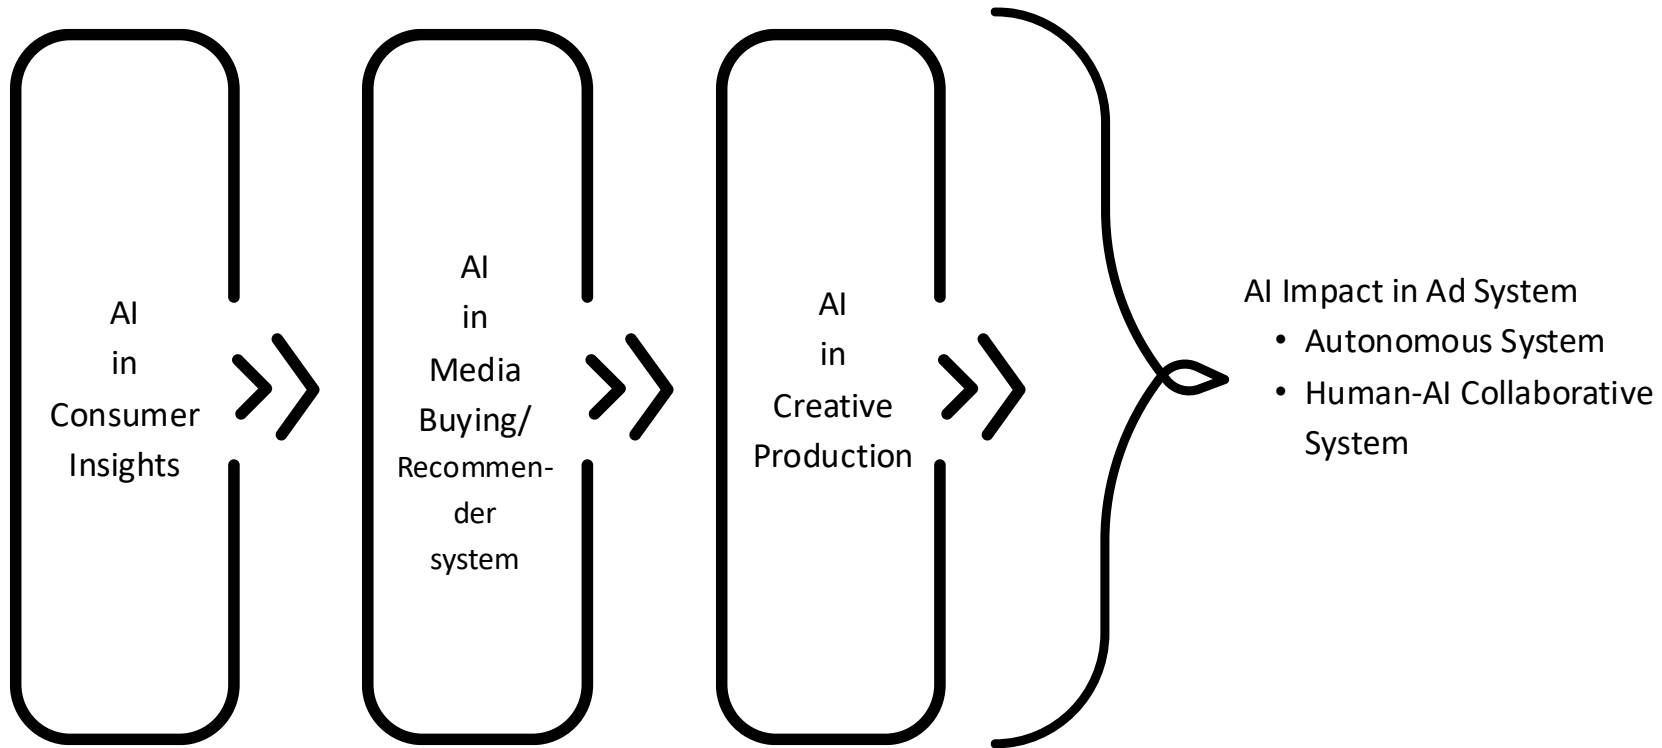 AI
in
Consumer
Insights
AI
in
Media
Buying/
Recommen-
der
system
AI
in
Creative
Production
AI Impact in Ad System
• Autonomous System
• Human-AI Collaborative
System